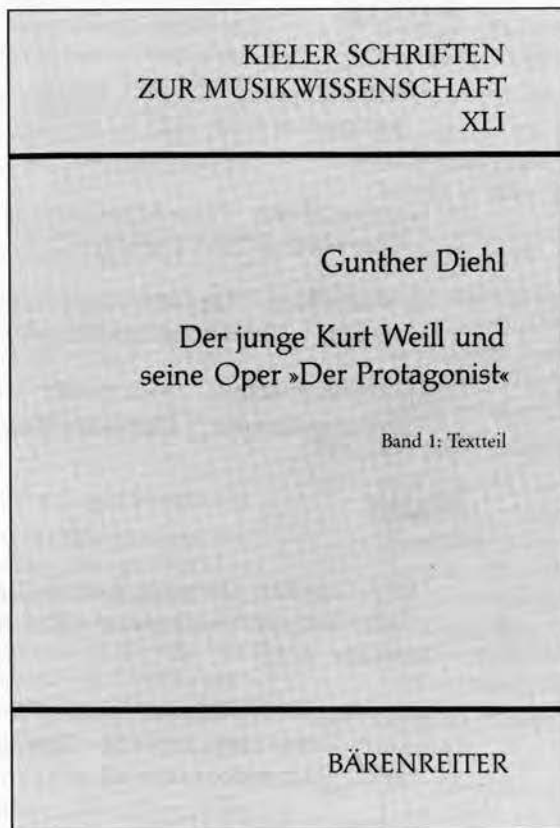 KIELER SCHRIFTEN
ZUR MUSIKWISSENSCHAFT
XLI
Gunther Diehl
Der junge Kurt Weill und
seine Oper »Der Protagonist«
Band 1: Textteil
BÄRENREITER